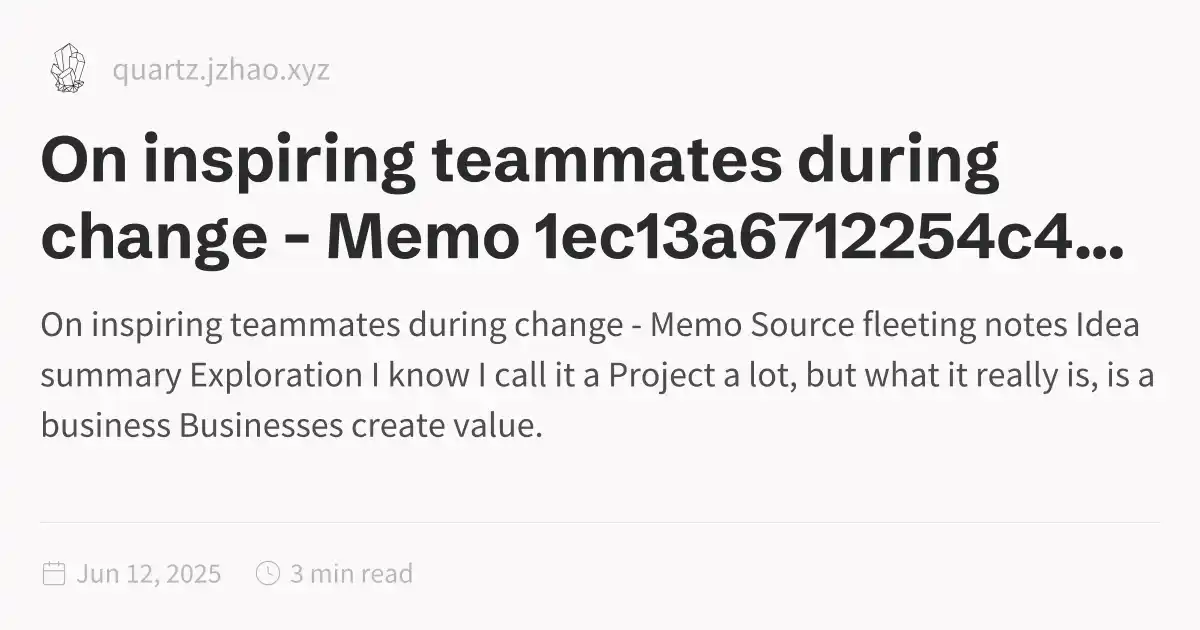 quartz.jzhao.xyz
On inspiring teammates during
change - Memo 1ec13a6712254c4...
On inspiring teammates during change - Memo Source fleeting notes Idea
summary Exploration I know I call it a Project a lot, but what it really is, is a
business Businesses create value.
Jun 12, 2025 3 min read